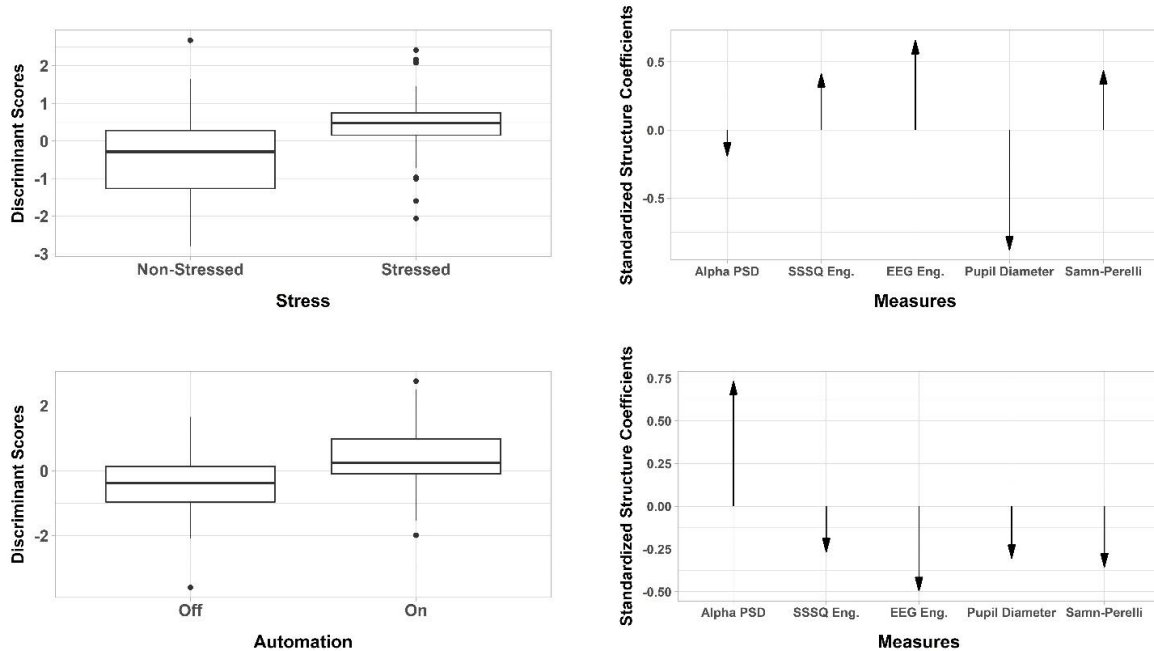 Discriminant Scores
2
1
0
-1
-2
-3
Non-Stressed Stressed
Stress
Standardized Structure Coefficients
0.5
0.0
-0.5
Alpha PSD SSSQ Eng. EEG Eng. Pupil Diameter Samn-Perelli
Measures
Discriminant Scores
2
0
-2
Off On
Automation
Standardized Structure Coefficients
0.75
0.50
0.25
0.00
-0.25
-0.50
Alpha PSD SSSQ Eng. EEG Eng. Pupil Diameter Samn-Perelli
Measures